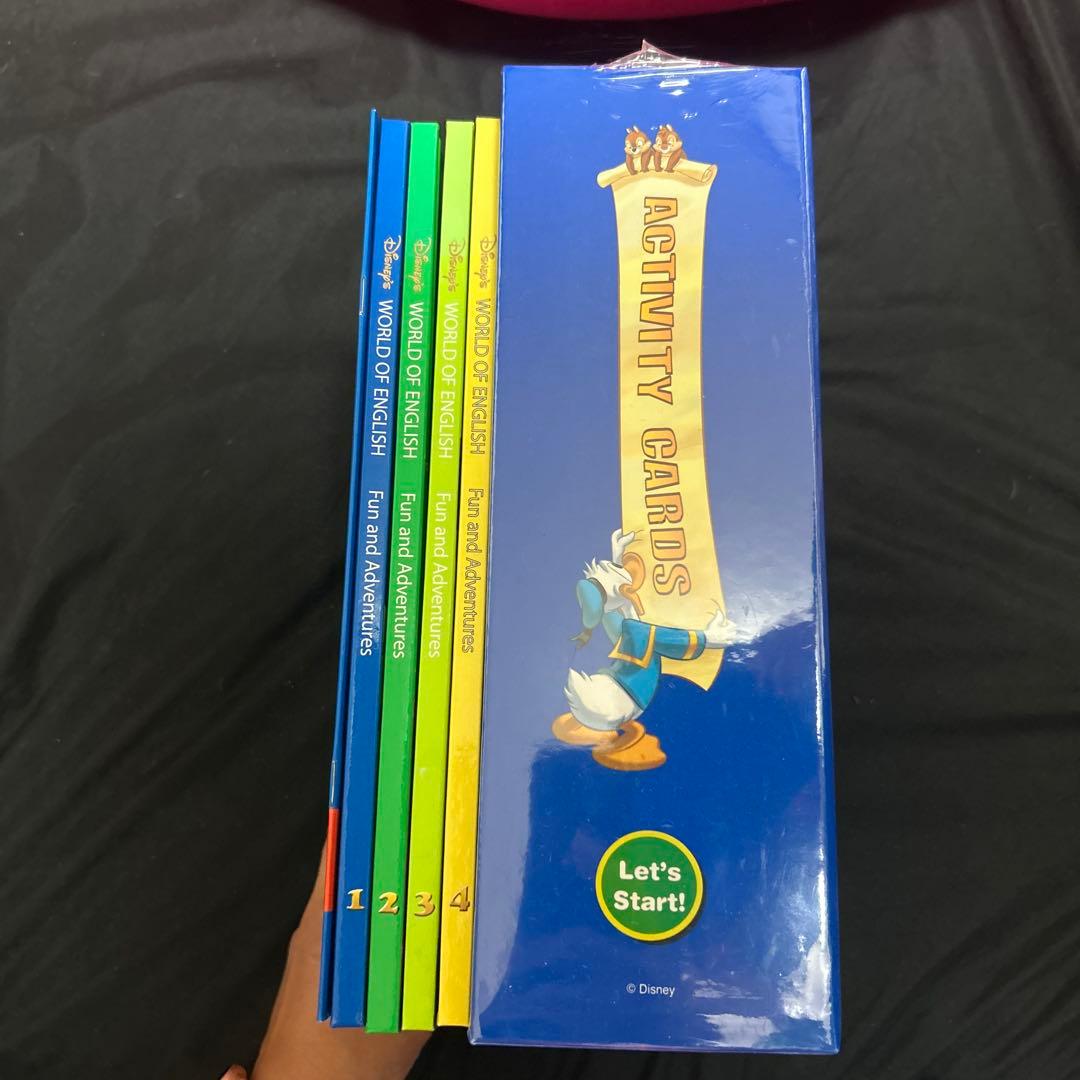 Disney's WORLD OF ENGLISH Fun and Adventures 1
Disney's WORLD OF ENGLISH Fun and Adventures 2
Disney's WORLD OF ENGLISH Fun and Adventures 3
Disney's WORLD OF ENGLISH Fun and Adventures 4
ACTIVITY CARDS
Let's
Start!
© Disney